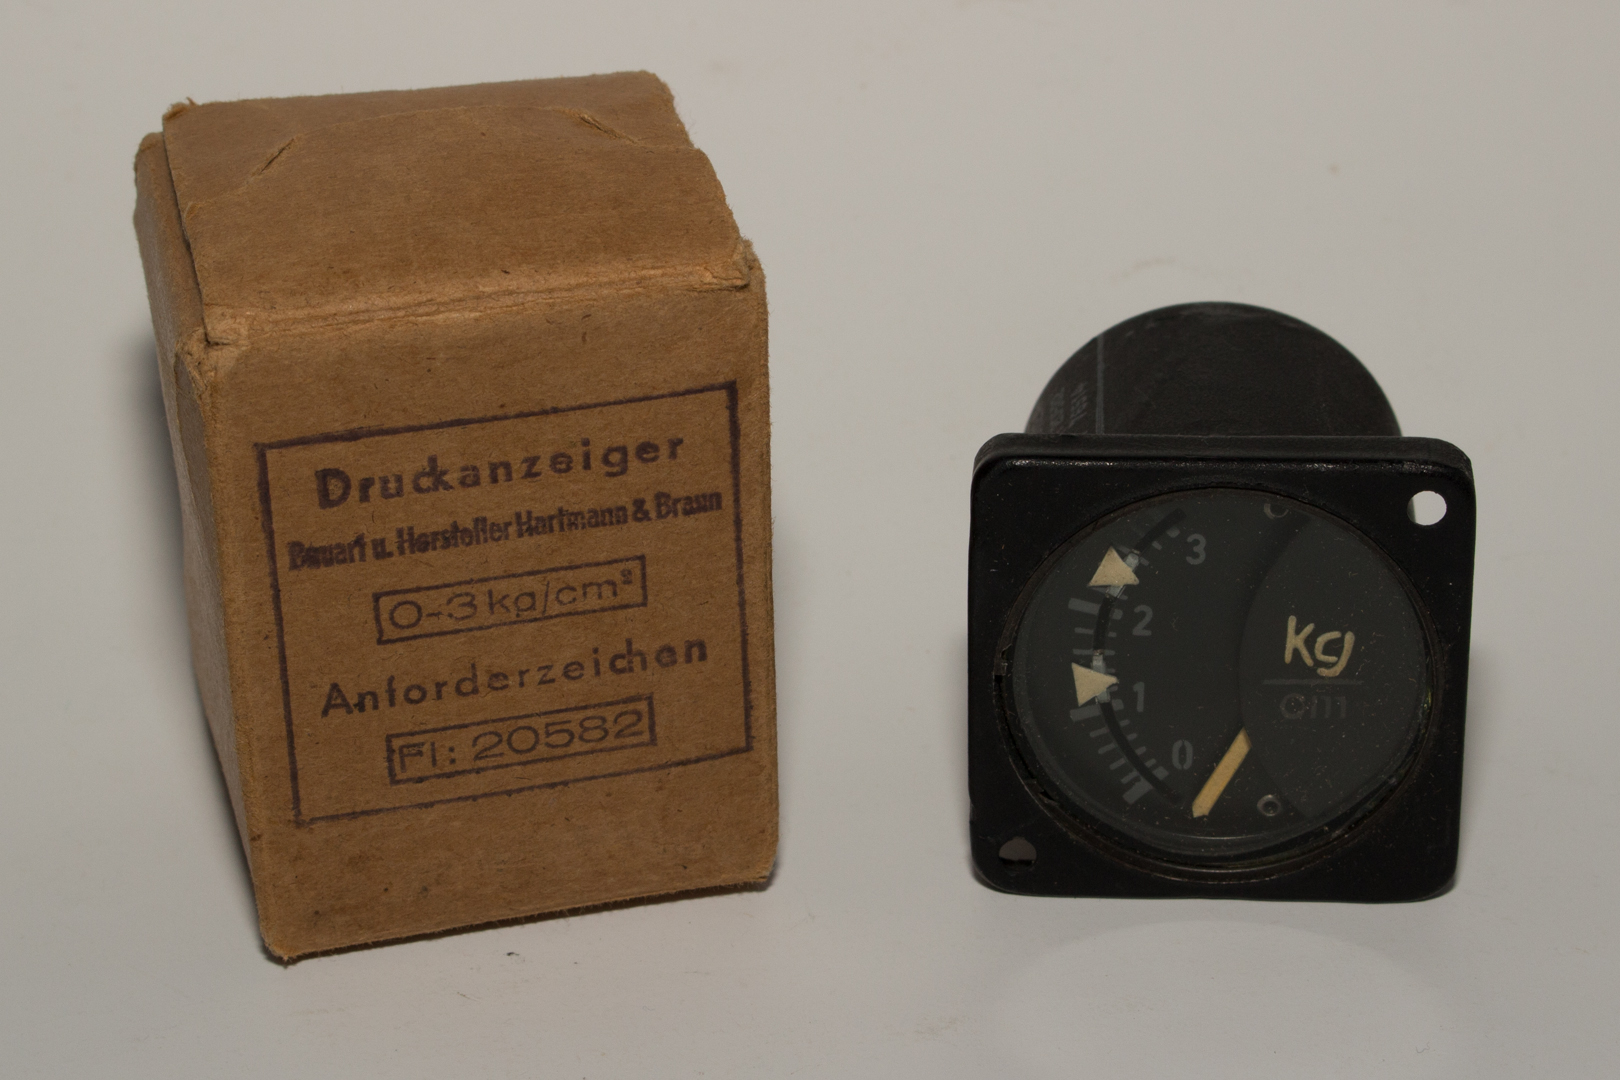 Druckanzeiger
Bauart u. Hersteller Hartmann & Braun
0-3 kg/cm²
Anforderzeichen
Fl: 20582
3
2
1
0
kg
cm